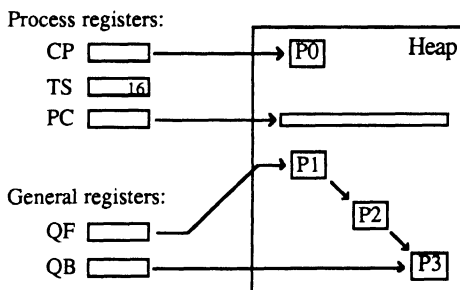 Process registers:
CP
P0
Heap
TS
16
PC
P1
General registers:
P2
QF
QB
P3